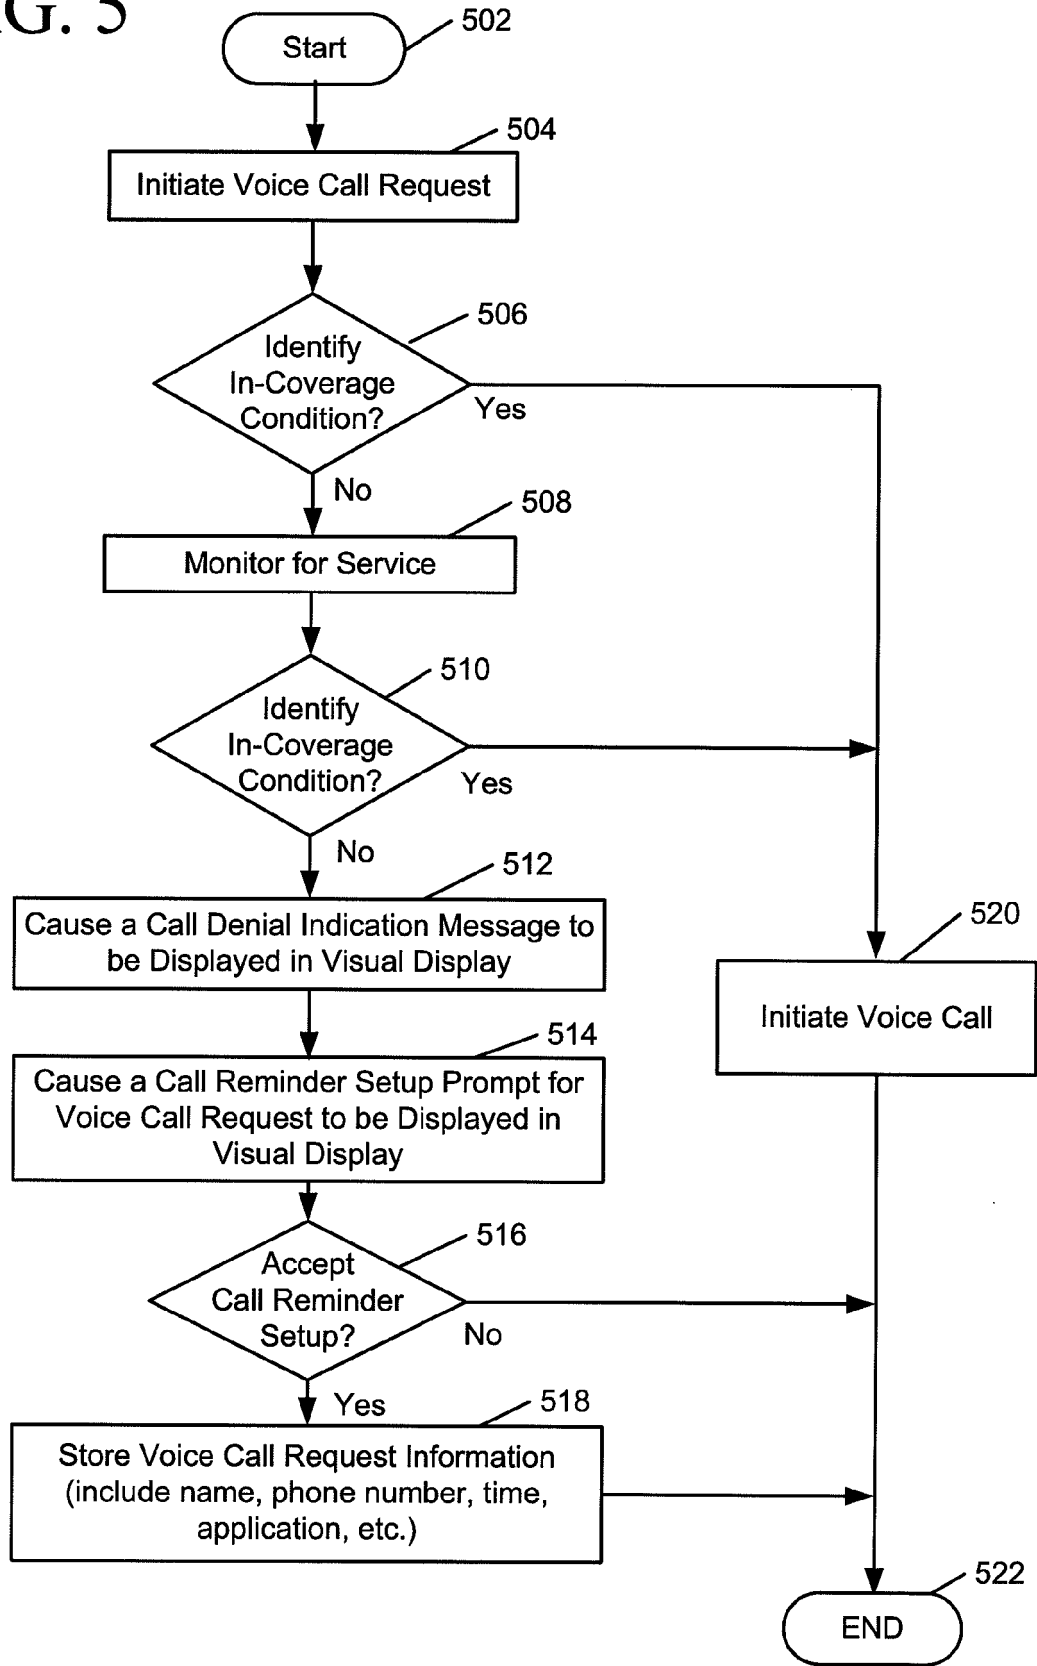 G. 5
Start
502
504
Initiate Voice Call Request
506
Identify
In-Coverage
Condition?
Yes
No
508
Monitor for Service
510
Identify
In-Coverage
Condition?
Yes
No
512
Cause a Call Denial Indication Message to
be Displayed in Visual Display
520
Initiate Voice Call
514
Cause a Call Reminder Setup Prompt for
Voice Call Request to be Displayed in
Visual Display
516
Accept
Call Reminder
Setup?
No
Yes
518
Store Voice Call Request Information
(include name, phone number, time,
application, etc.)
522
END